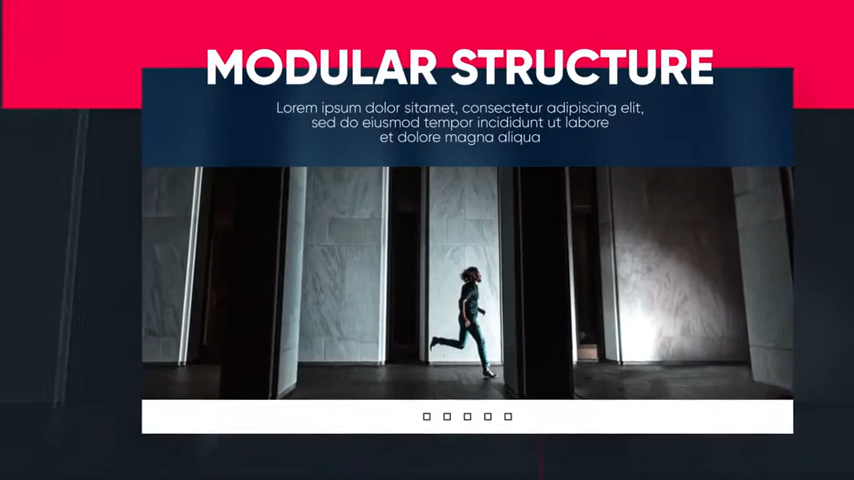 MODULAR STRUCTURE
Lorem ipsum dolor sitamet, consectetur adipiscing elit,
sed do eiusmod tempor incididunt ut labore
et dolore magna aliqua